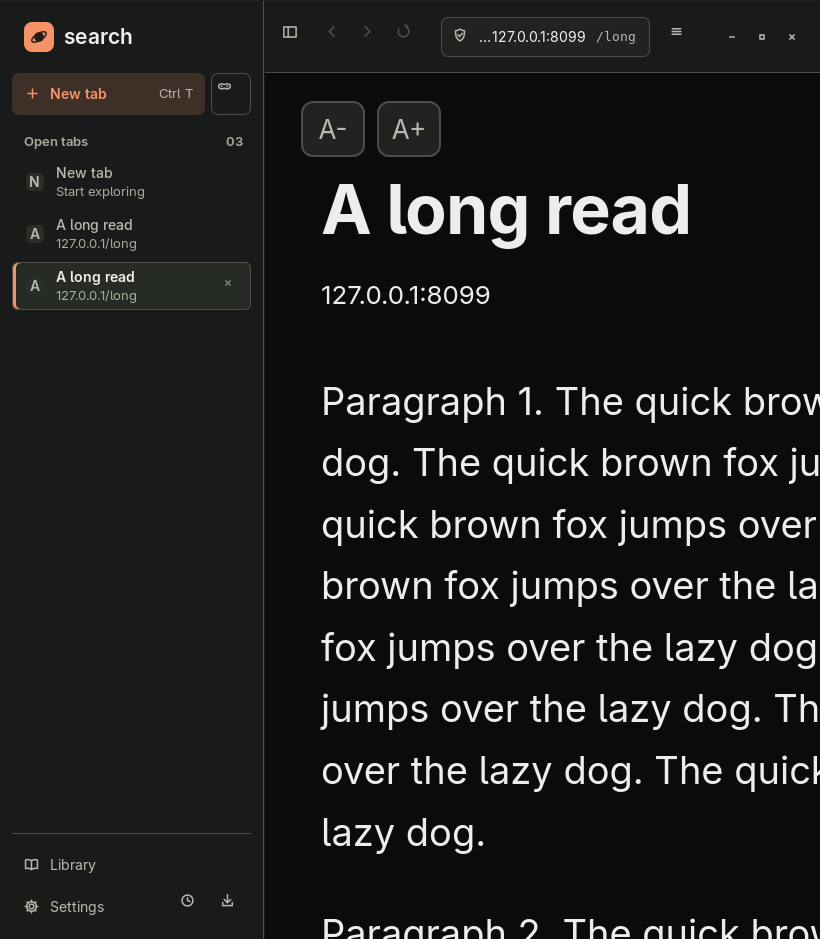 search
New tab Ctrl T
Open tabs 03
N New tab
Start exploring
A A long read
127.0.0.1/long
A A long read ×
127.0.0.1/long
Library
Settings
...127.0.0.1:8099 /long
A- A+
A long read
127.0.0.1:8099
Paragraph 1. The quick brow
dog. The quick brown fox ju
quick brown fox jumps over
brown fox jumps over the la
fox jumps over the lazy dog
jumps over the lazy dog. Th
over the lazy dog. The quick
lazy dog.
Paragraph 2. The quick brow